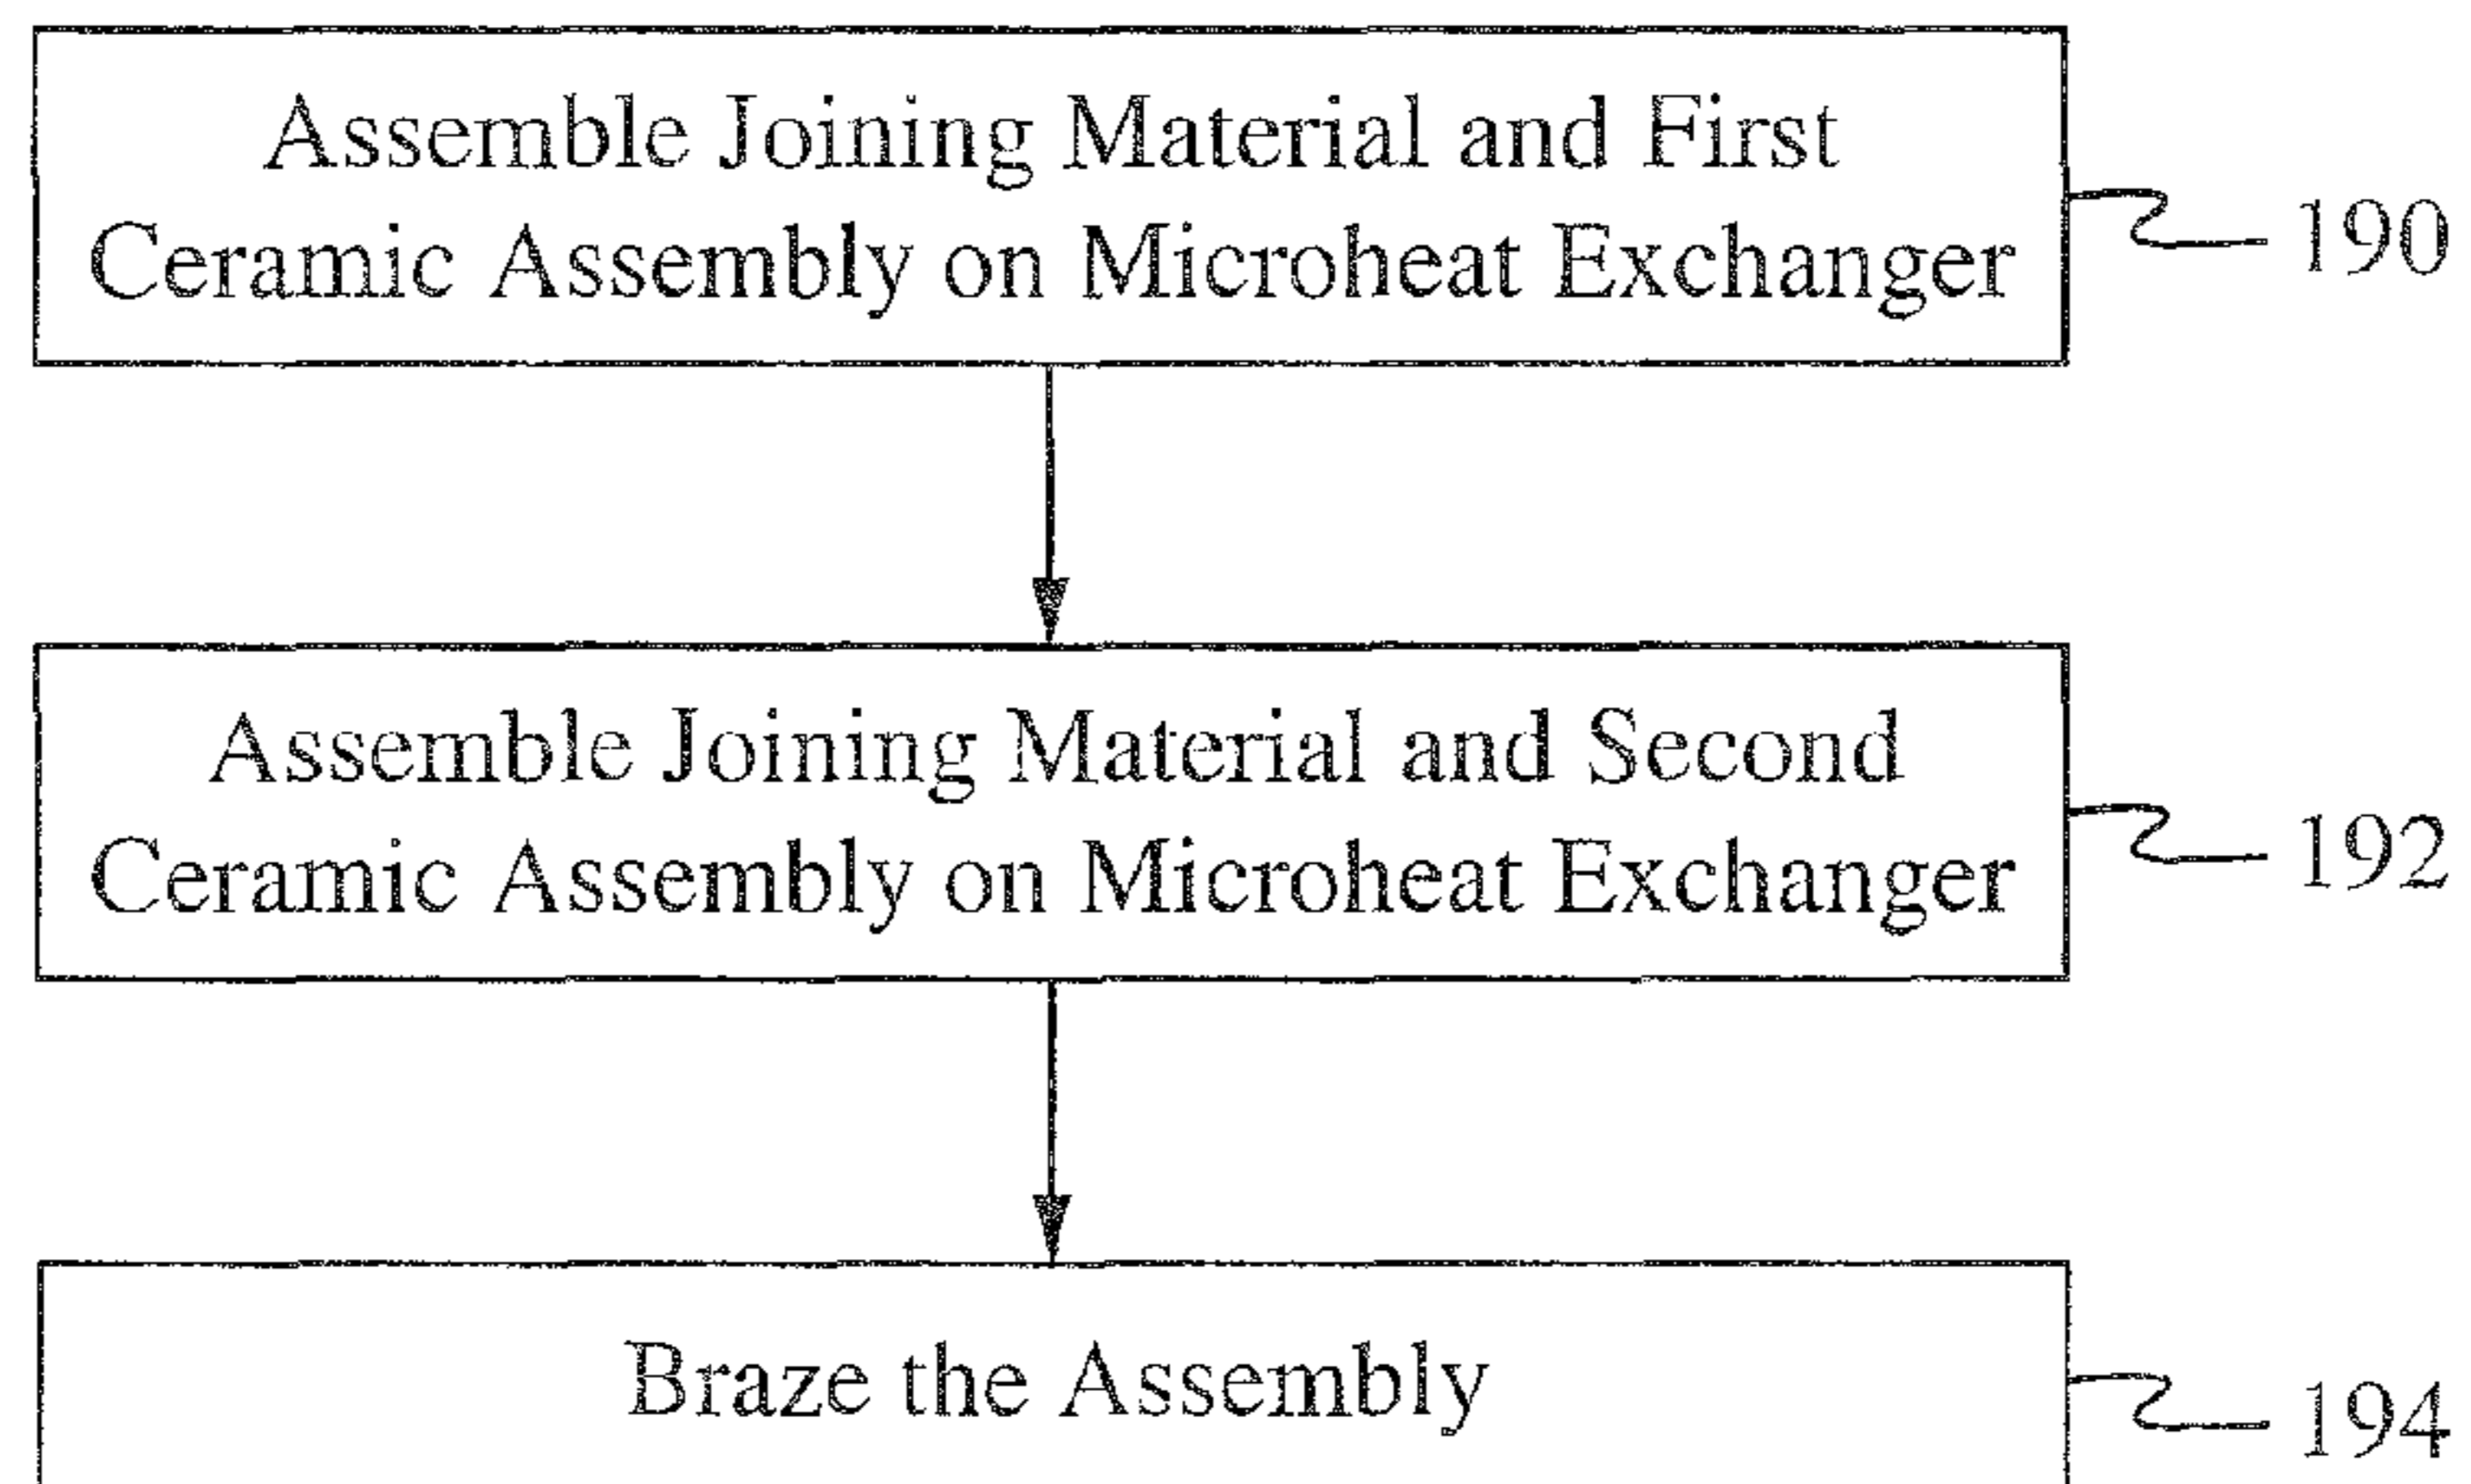 Assemble Joining Material and First
Ceramic Assembly on Microheat Exchanger
190
Assemble Joining Material and Second
Ceramic Assembly on Microheat Exchanger
192
Braze the Assembly
194